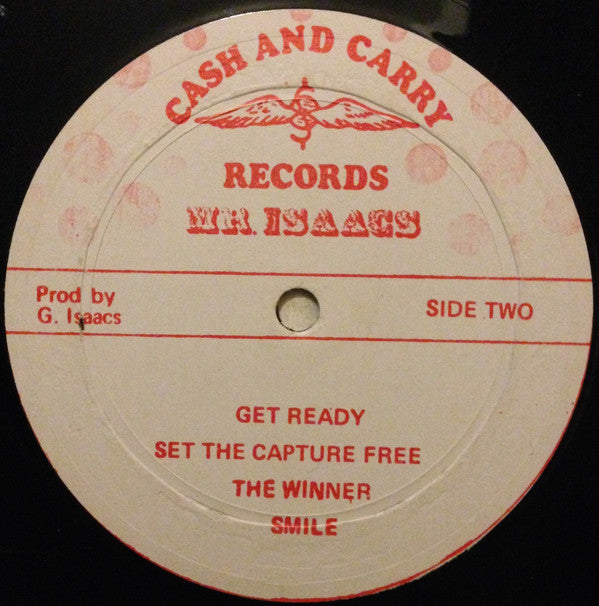 CASH AND CARRY
RECORDS
MR. ISAACS
Prod by
G. Isaacs
SIDE TWO
GET READY
SET THE CAPTURE FREE
THE WINNER
SMILE